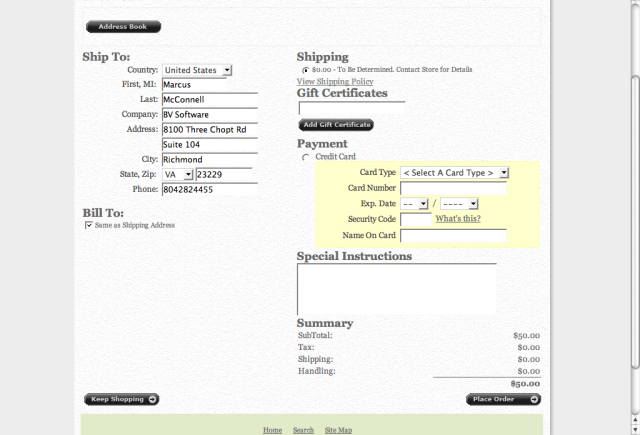 Address Book
Ship To:
Country: United States
First, MI: Marcus
Last: McConnell
Company: BV Software
Address: 8100 Three Chopt Rd
Suite 104
City: Richmond
State, Zip: VA 23229
Phone: 8042824455
Bill To:
Same as Shipping Address
Shipping
$0.00 - To Be Determined. Contact Store for Details
View Shipping Policy
Gift Certificates
Add Gift Certificate
Payment
Credit Card
Card Type < Select A Card Type >
Card Number
Exp. Date -- / ----
Security Code What's this?
Name On Card
Special Instructions
Summary
SubTotal: $50.00
Tax: $0.00
Shipping: $0.00
Handling: $0.00
$50.00
Keep Shopping
Place Order
Home Search Site Map